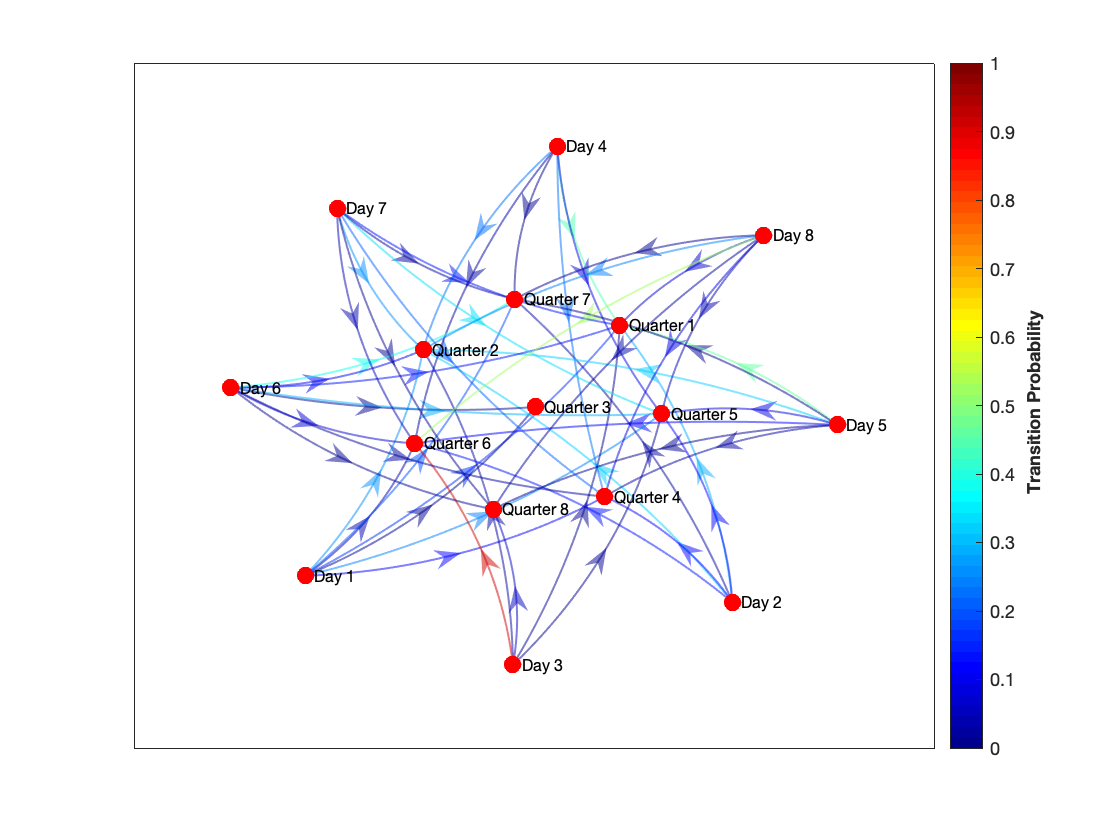 Day 4
Day 7
Day 8
Quarter 7
Quarter 1
Quarter 2
Day 6
Quarter 3
Quarter 5
Day 5
Quarter 6
Quarter 4
Quarter 8
Day 1
Day 2
Day 3
1
0.9
0.8
0.7
0.6
0.5
0.4
0.3
0.2
0.1
0
Transition Probability